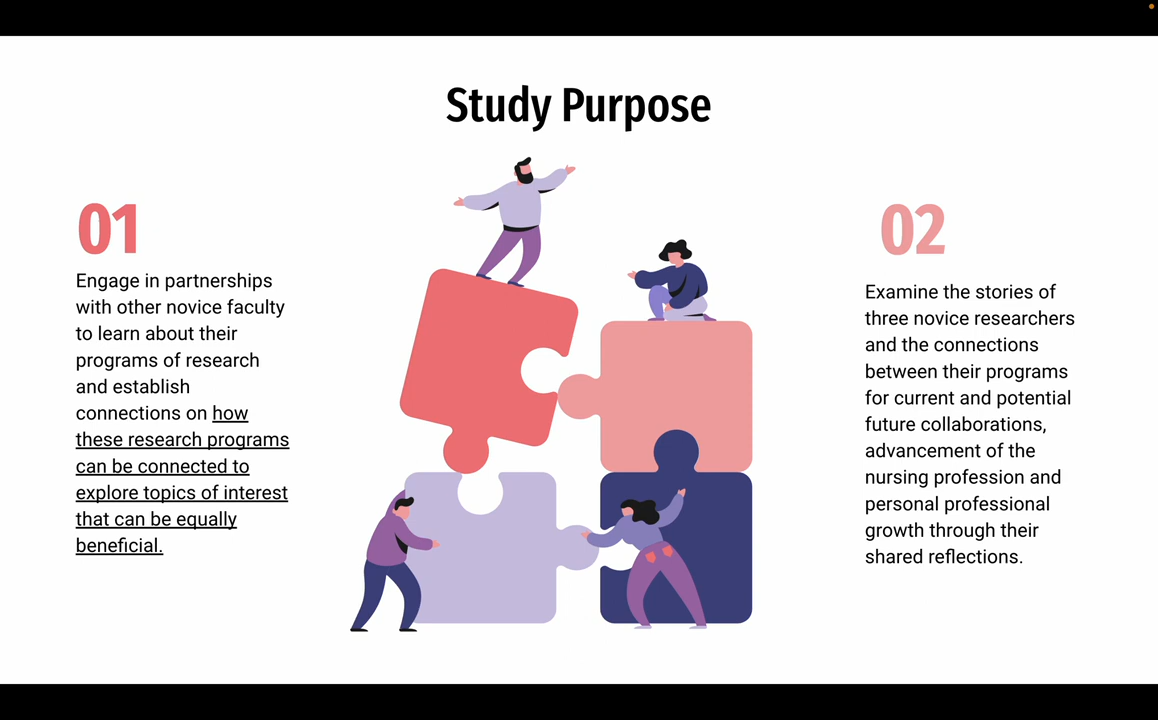 Study Purpose
01
Engage in partnerships
with other novice faculty
to learn about their
programs of research
and establish
connections on how
these research programs
can be connected to
explore topics of interest
that can be equally
beneficial.
02
Examine the stories of
three novice researchers
and the connections
between their programs
for current and potential
future collaborations,
advancement of the
nursing profession and
personal professional
growth through their
shared reflections.